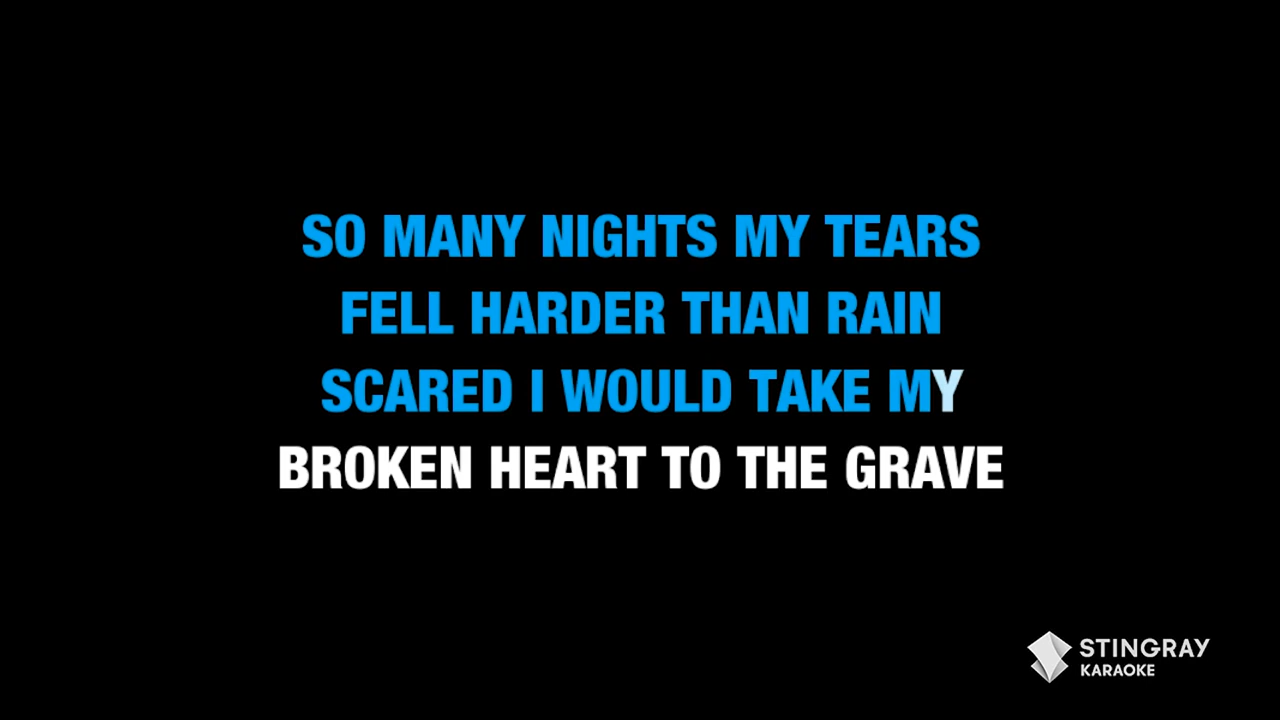 SO MANY NIGHTS MY TEARS
FELL HARDER THAN RAIN
SCARED I WOULD TAKE MY
BROKEN HEART TO THE GRAVE
STINGRAY
KARAOKE